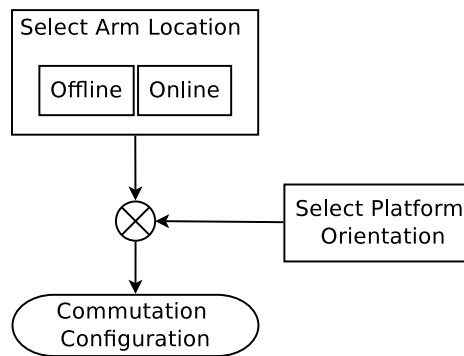 Select Arm Location
Offline Online
Select Platform
Orientation
Commutation
Configuration